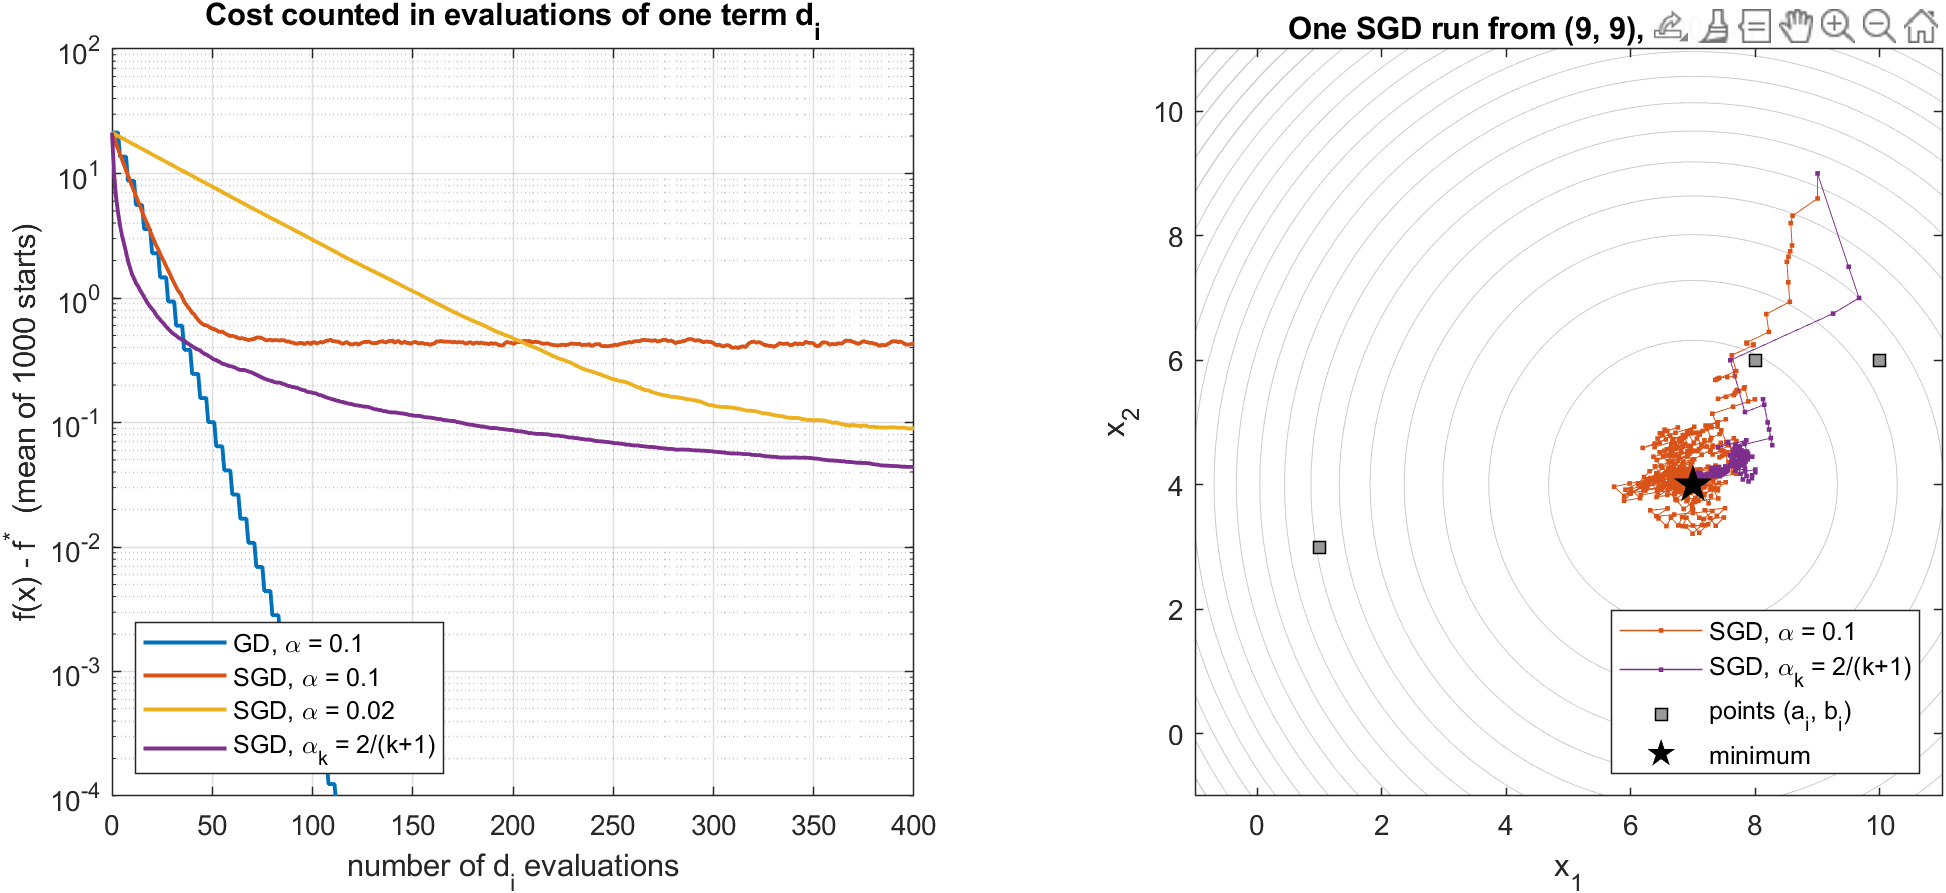 Cost counted in evaluations of one term d_i
f(x) - f^* (mean of 1000 starts)
10^2
10^1
10^0
10^-1
10^-2
10^-3
10^-4
GD, α = 0.1
SGD, α = 0.1
SGD, α = 0.02
SGD, α_k = 2/(k+1)
0 50 100 150 200 250 300 350 400
number of d_i evaluations
One SGD run from (9, 9),
x_2
10
8
6
4
2
0
SGD, α = 0.1
SGD, α_k = 2/(k+1)
points (a_i, b_i)
minimum
0 2 4 6 8 10
x_1